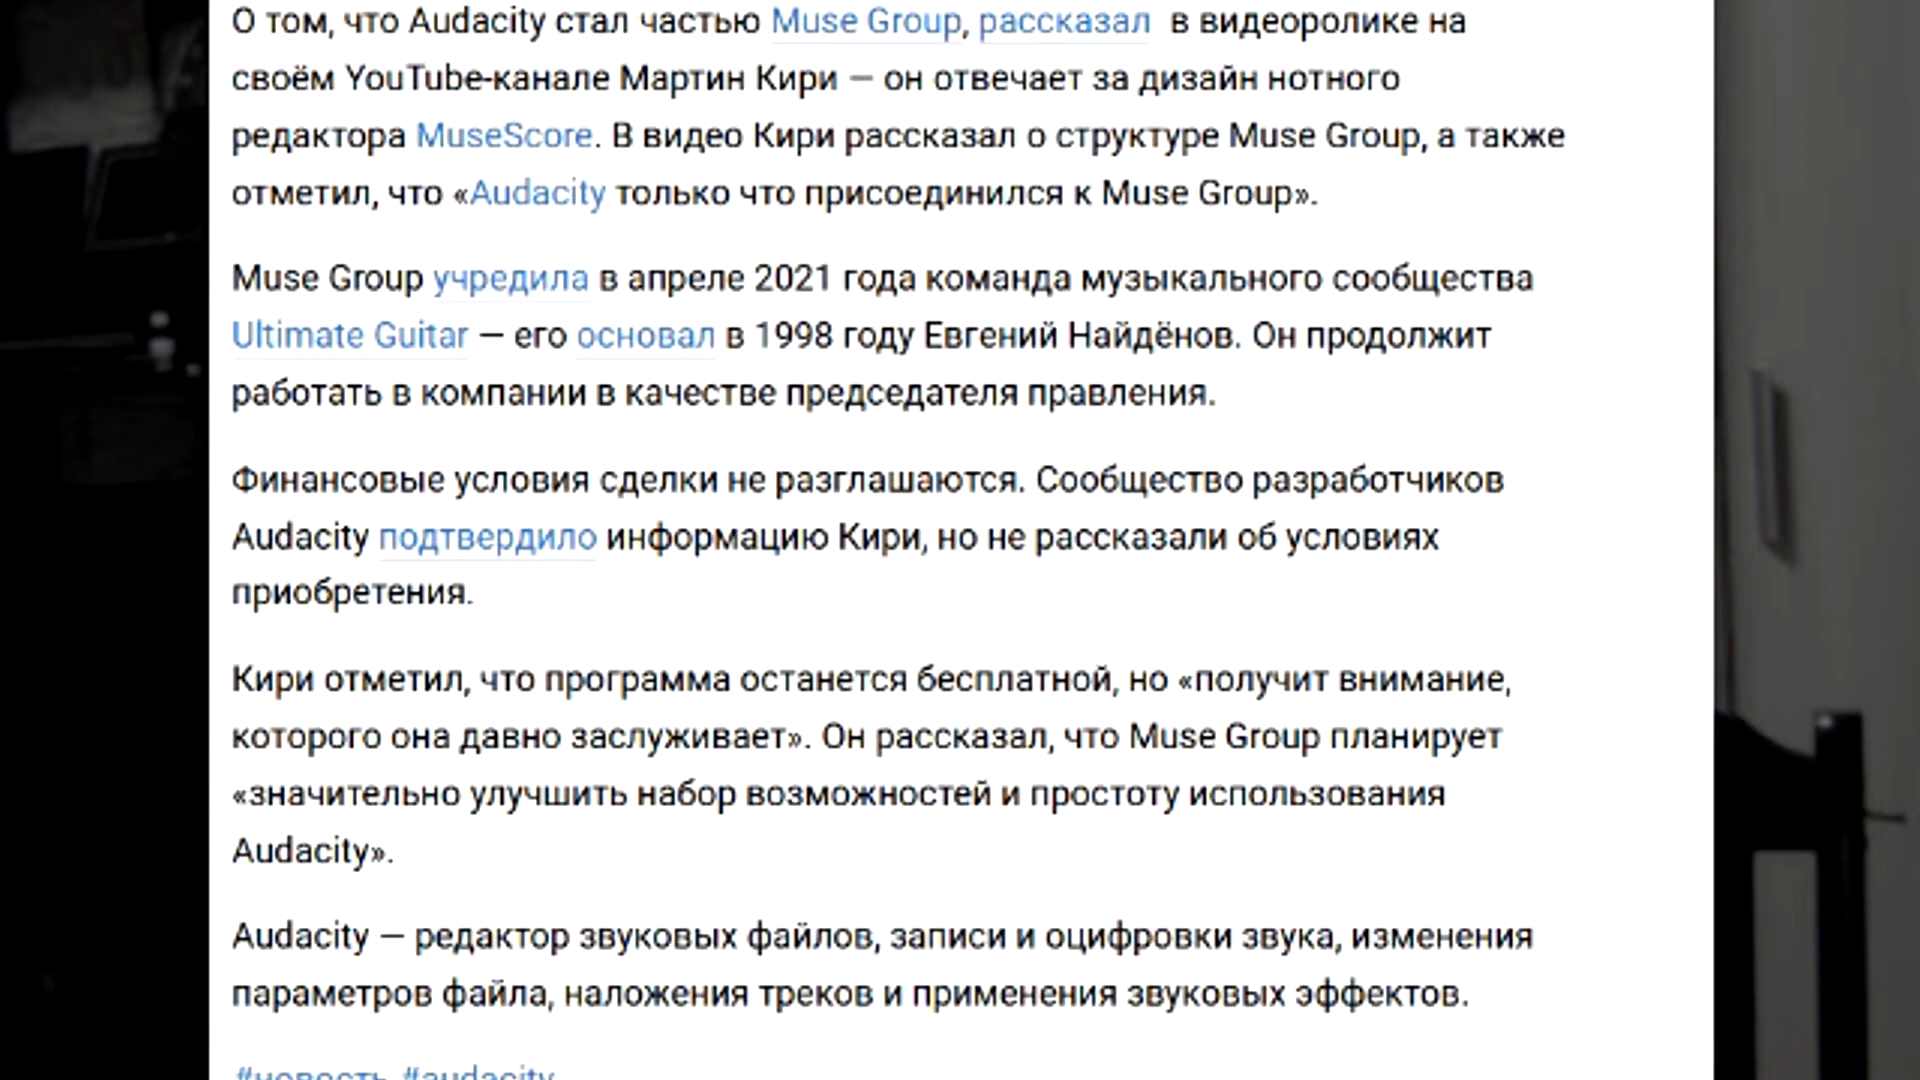 О том, что Audacity стал частью Muse Group, рассказал в видеоролике на
своём YouTube-канале Мартин Кири — он отвечает за дизайн нотного
редактора MuseScore. В видео Кири рассказал о структуре Muse Group, а также
отметил, что «Audacity только что присоединился к Muse Group».
Muse Group учредила в апреле 2021 года команда музыкального сообщества
Ultimate Guitar — его основал в 1998 году Евгений Найдёнов. Он продолжит
работать в компании в качестве председателя правления.
Финансовые условия сделки не разглашаются. Сообщество разработчиков
Audacity подтвердило информацию Кири, но не рассказали об условиях
приобретения.
Кири отметил, что программа останется бесплатной, но «получит внимание,
которого она давно заслуживает». Он рассказал, что Muse Group планирует
«значительно улучшить набор возможностей и простоту использования
Audacity».
Audacity — редактор звуковых файлов, записи и оцифровки звука, изменения
параметров файла, наложения треков и применения звуковых эффектов.
#новость #audacity